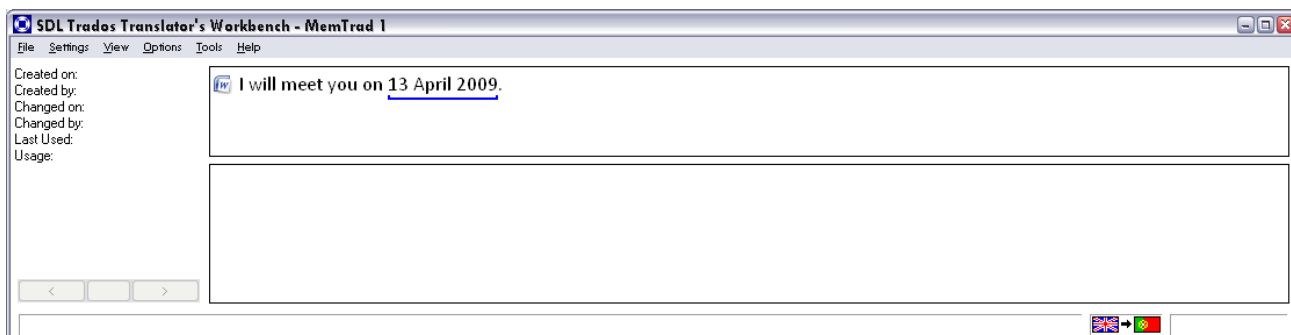 SDL Trados Translator's Workbench - MemTrad 1
File Settings View Options Tools Help
Created on:
Created by:
Changed on:
Changed by:
Last Used:
Usage:
I will meet you on 13 April 2009.